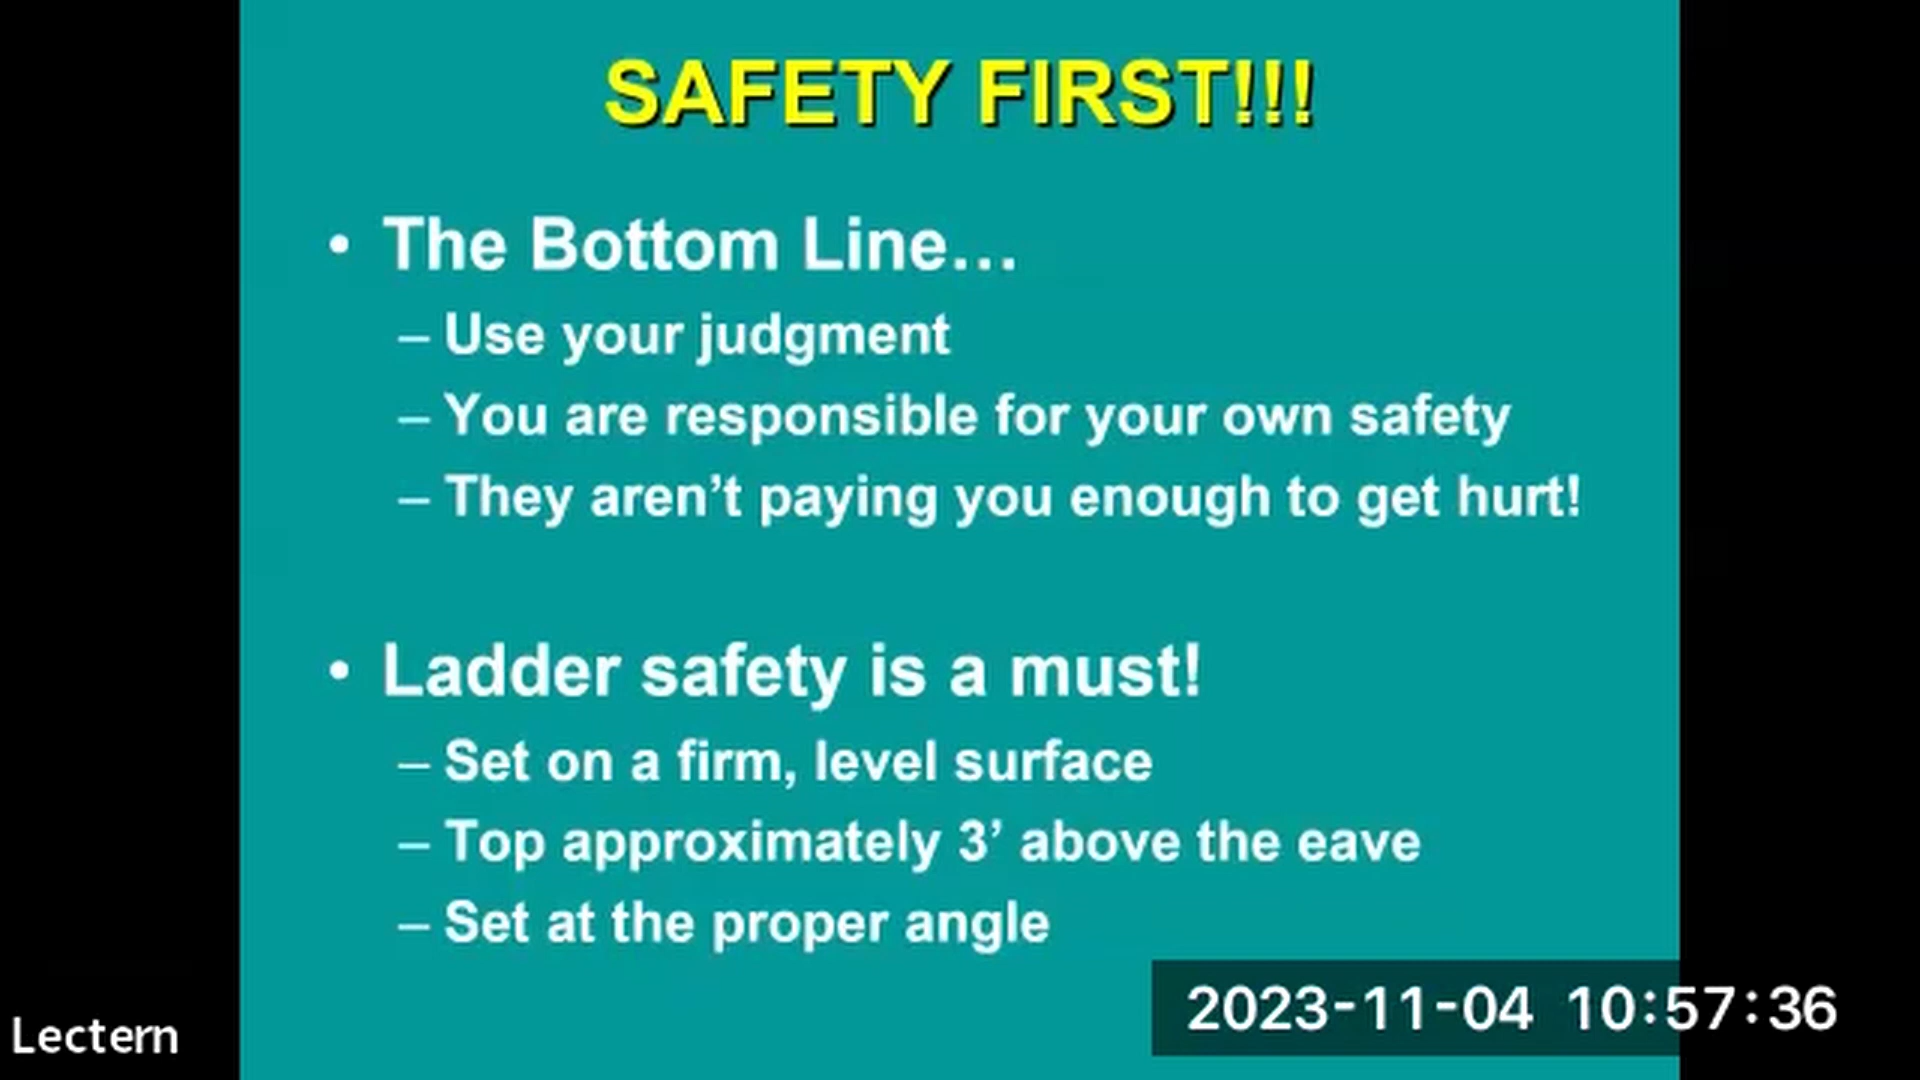 SAFETY FIRST!!!
• The Bottom Line…
– Use your judgment
– You are responsible for your own safety
– They aren’t paying you enough to get hurt!
• Ladder safety is a must!
– Set on a firm, level surface
– Top approximately 3’ above the eave
– Set at the proper angle
2023-11-04 10:57:36
Lectern